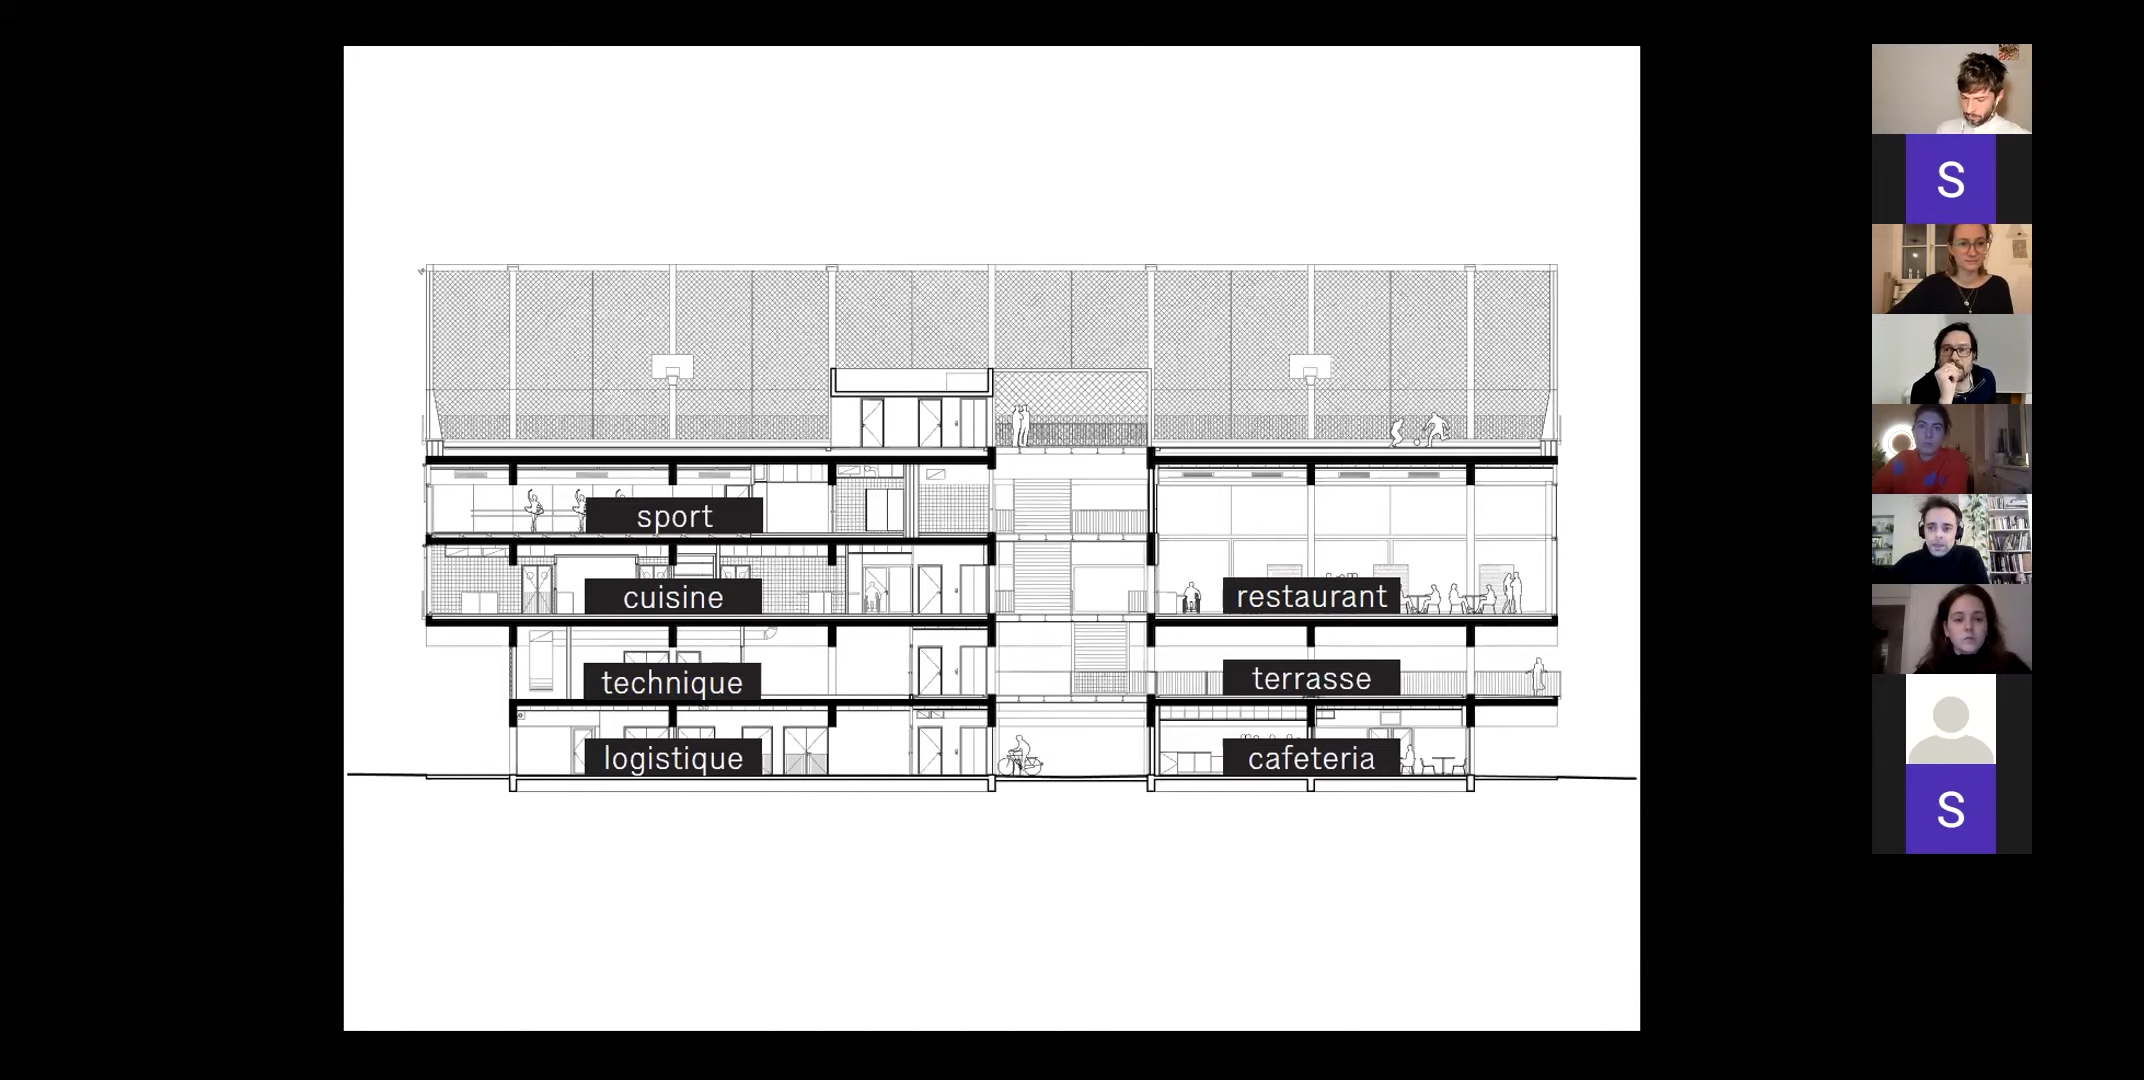 sport
cuisine
restaurant
technique
terrasse
logistique
cafeteria
S
S